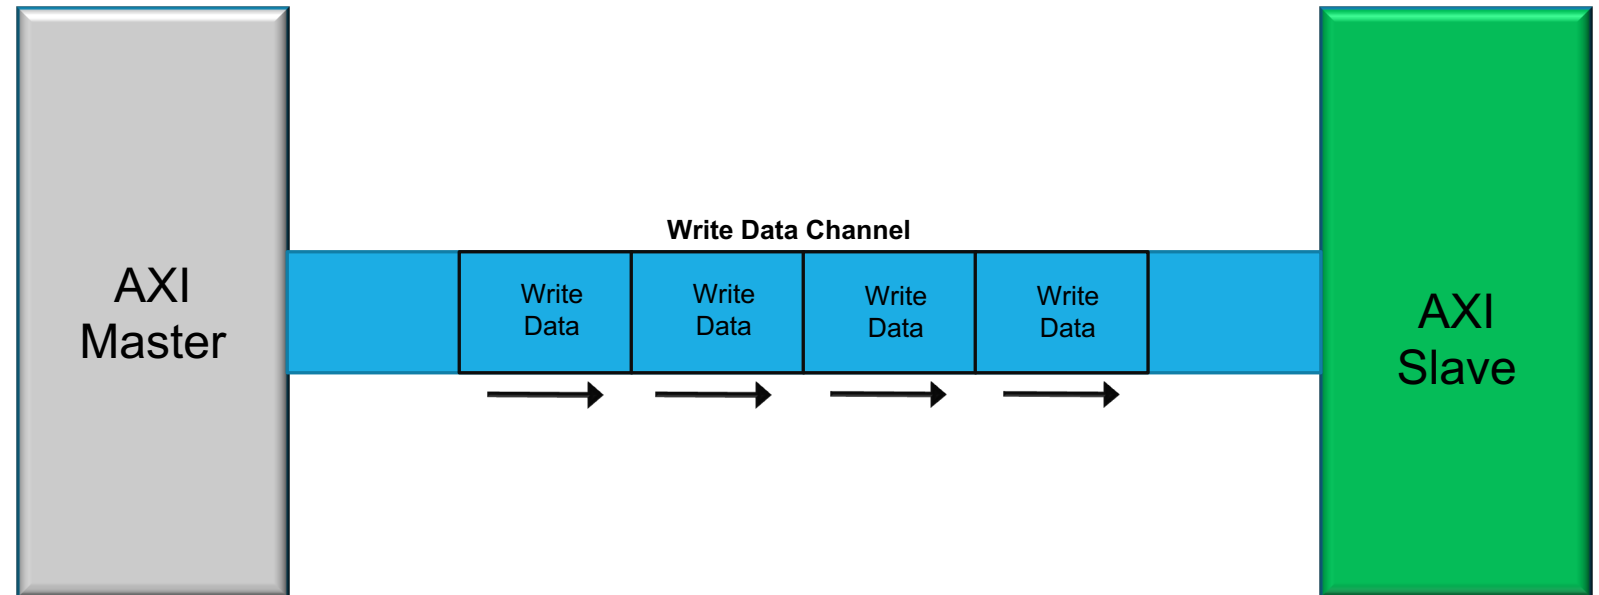 Write Data Channel
AXI
Master
Write
Data
Write
Data
Write
Data
Write
Data
AXI
Slave